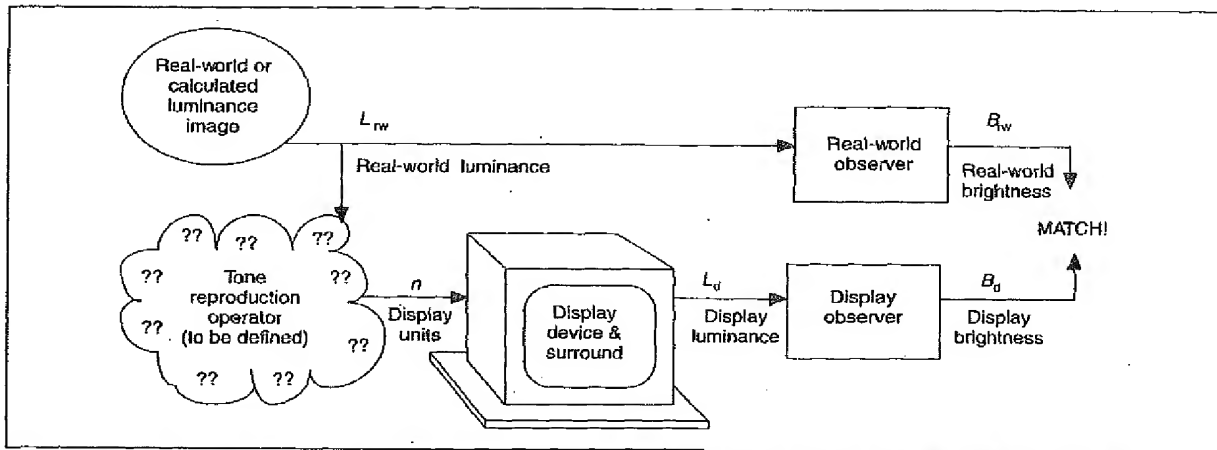 Real-world or
calculated
luminance
image
L_rw
Real-world luminance
Real-world
observer
B_rw
Real-world
brightness
MATCH!
??
??
??
??
??
??
??
??
??
??
Tone
reproduction
operator
(to be defined)
n
Display
units
Display
device &
surround
L_d
Display
luminance
Display
observer
B_d
Display
brightness